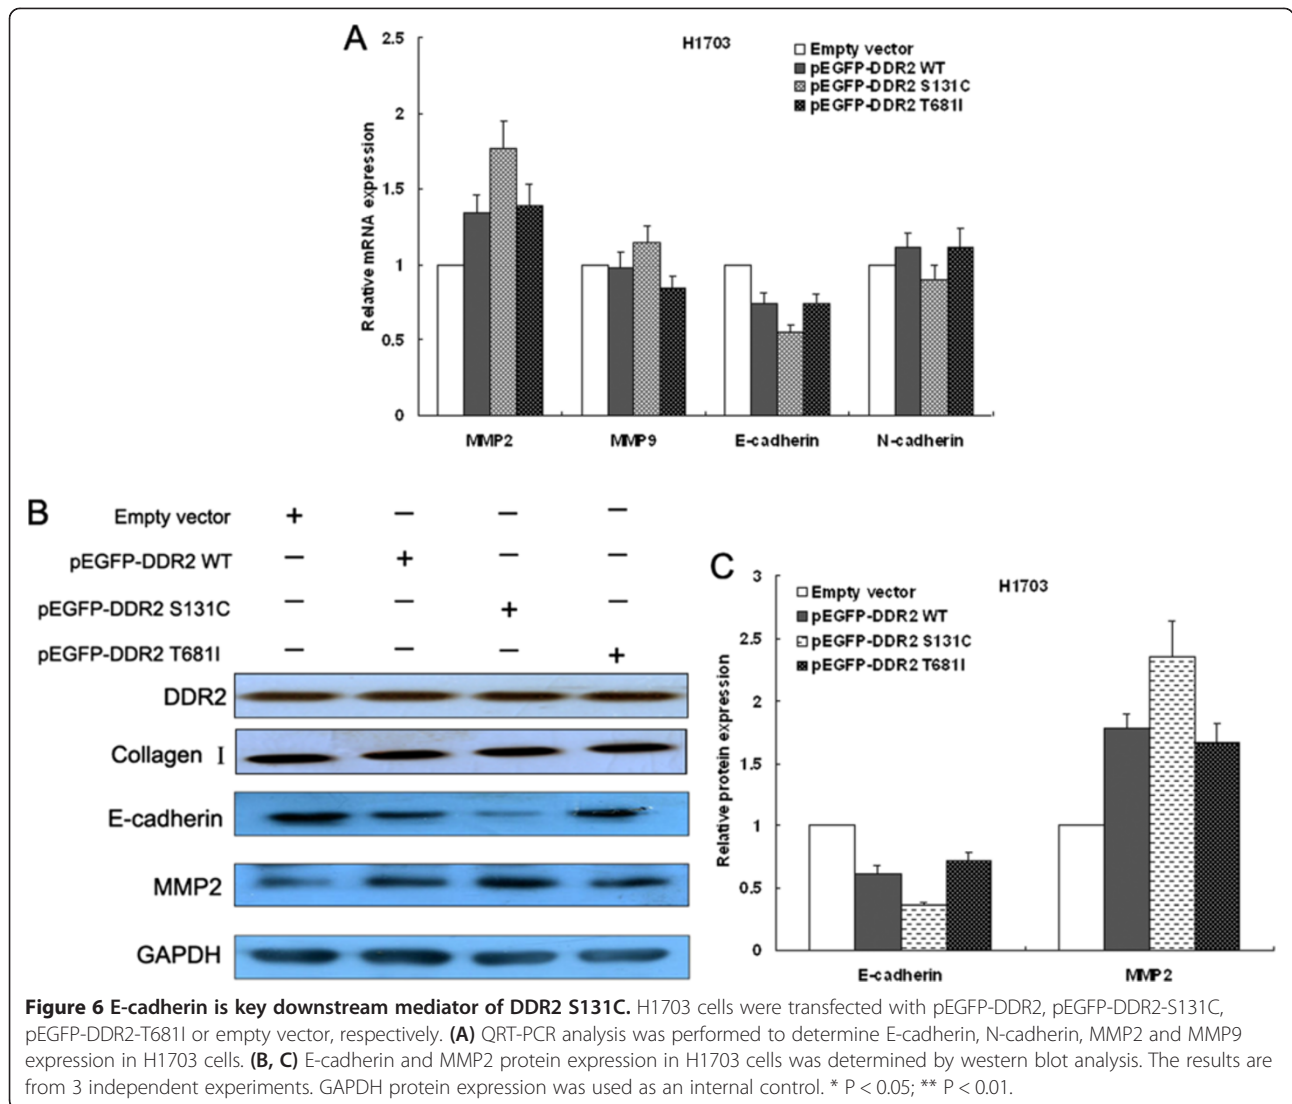 A
H1703
Empty vector
pEGFP-DDR2 WT
pEGFP-DDR2 S131C
pEGFP-DDR2 T681I
Relative mRNA expression
2.5
2
1.5
1
0.5
0
MMP2 MMP9 E-cadherin N-cadherin
B
Empty vector + — — —
pEGFP-DDR2 WT — + — —
pEGFP-DDR2 S131C — — + —
pEGFP-DDR2 T681I — — — +
DDR2
Collagen I
E-cadherin
MMP2
GAPDH
C
H1703
Empty vector
pEGFP-DDR2 WT
pEGFP-DDR2 S131C
pEGFP-DDR2 T681I
Relative protein expression
3
2.5
2
1.5
1
0.5
0
E-cadherin MMP2
Figure 6 E-cadherin is key downstream mediator of DDR2 S131C. H1703 cells were transfected with pEGFP-DDR2, pEGFP-DDR2-S131C,
pEGFP-DDR2-T681I or empty vector, respectively. (A) QRT-PCR analysis was performed to determine E-cadherin, N-cadherin, MMP2 and MMP9
expression in H1703 cells. (B, C) E-cadherin and MMP2 protein expression in H1703 cells was determined by western blot analysis. The results are
from 3 independent experiments. GAPDH protein expression was used as an internal control. * P < 0.05; ** P < 0.01.